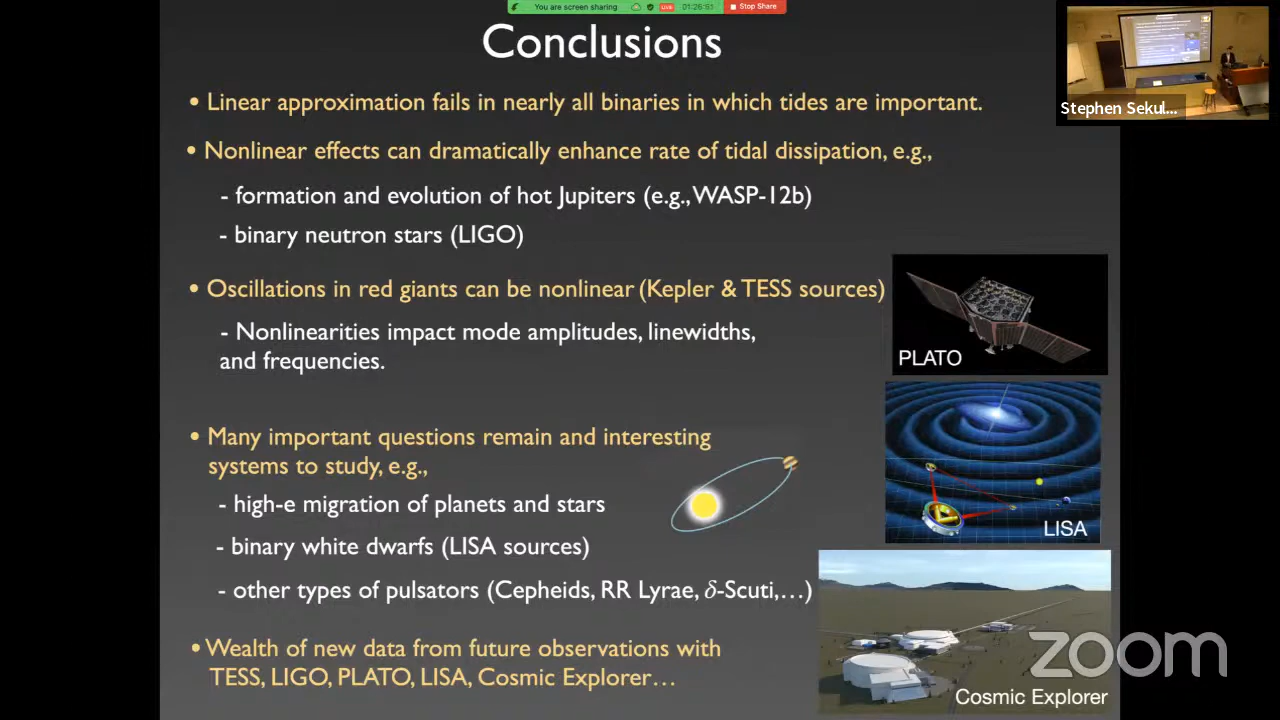 You are screen sharing LIVE Stop Share
Conclusions
Stephen Sekul...
• Linear approximation fails in nearly all binaries in which tides are important.
• Nonlinear effects can dramatically enhance rate of tidal dissipation, e.g.,
- formation and evolution of hot Jupiters (e.g., WASP-12b)
- binary neutron stars (LIGO)
• Oscillations in red giants can be nonlinear (Kepler & TESS sources)
- Nonlinearities impact mode amplitudes, linewidths,
and frequencies.
PLATO
• Many important questions remain and interesting
systems to study, e.g.,
- high-e migration of planets and stars
- binary white dwarfs (LISA sources)
LISA
- other types of pulsators (Cepheids, RR Lyrae, δ-Scuti,...)
• Wealth of new data from future observations with
TESS, LIGO, PLATO, LISA, Cosmic Explorer...
zoom
Cosmic Explorer